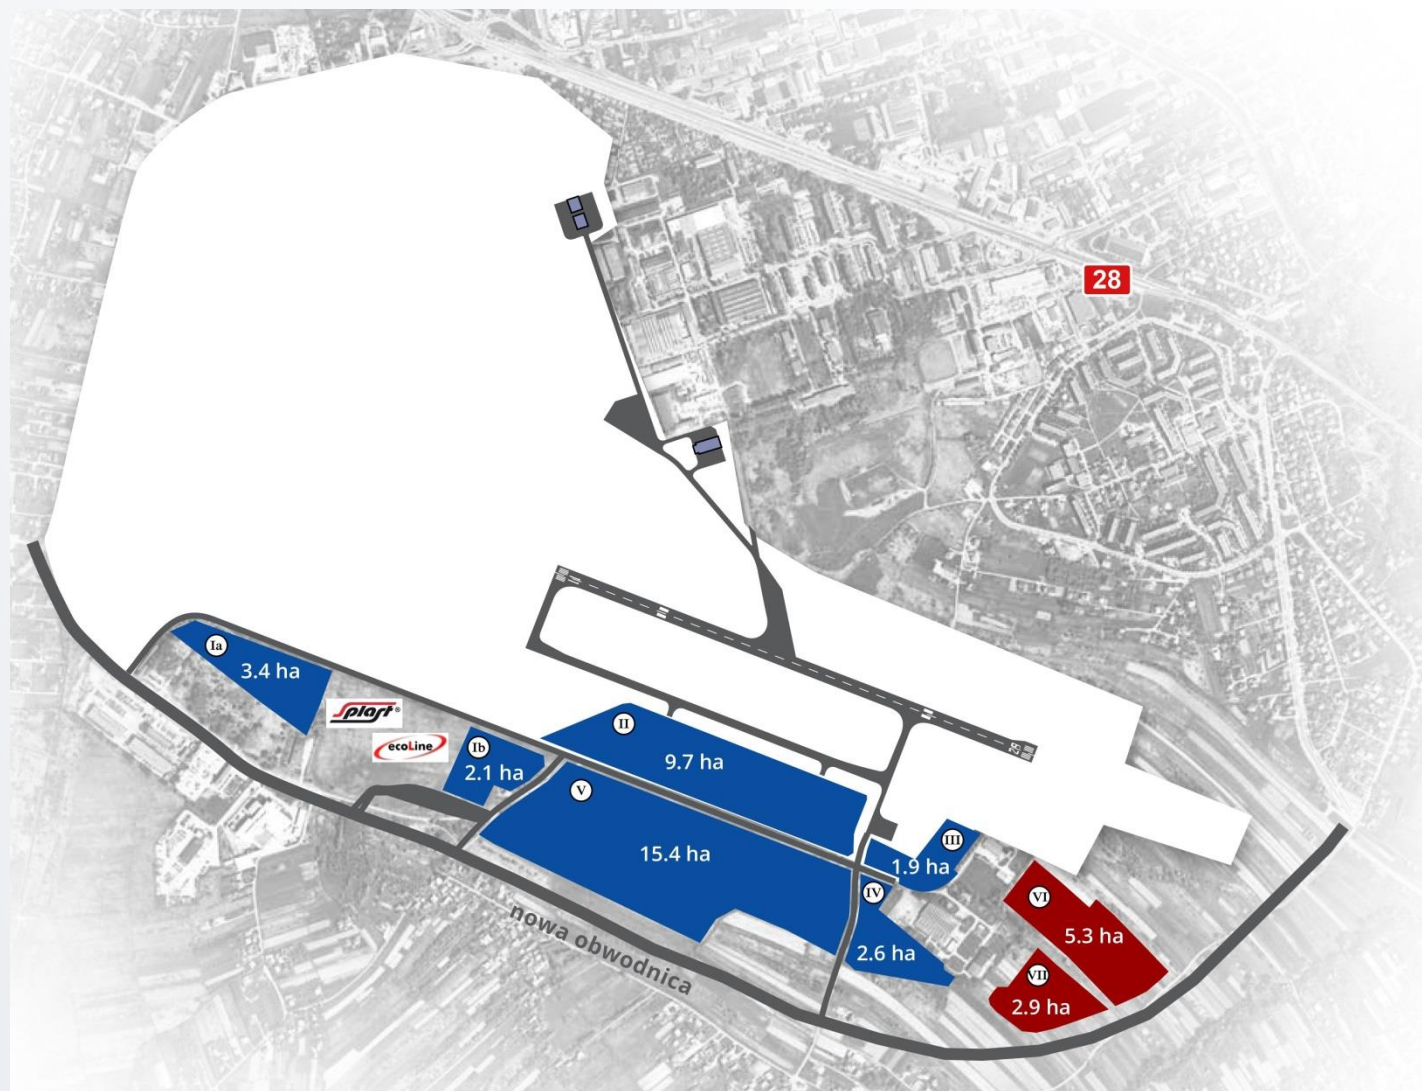 28
Ia
3.4 ha
Splast®
ecoLine
Ib
2.1 ha
II
9.7 ha
28
V
15.4 ha
III
1.9 ha
IV
2.6 ha
VI
5.3 ha
VII
2.9 ha
nowa obwodnica